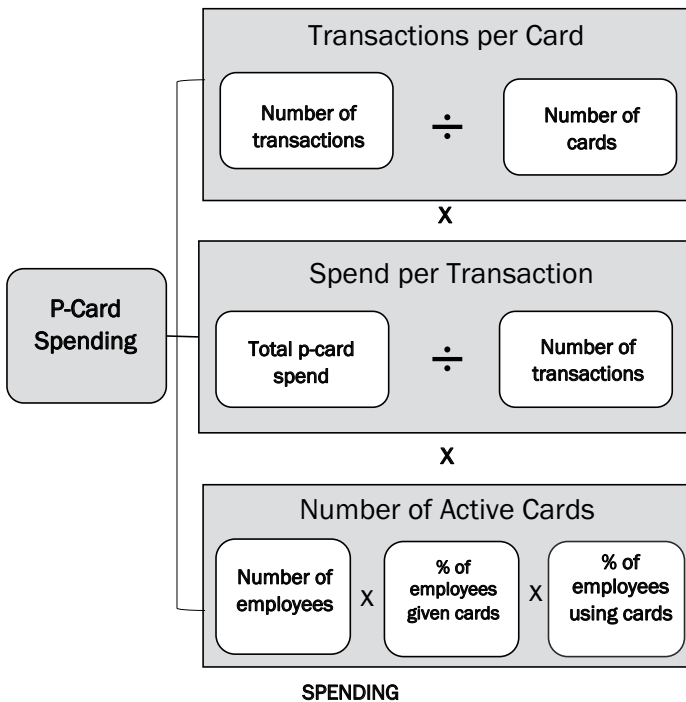 Transactions per Card
Number of
transactions
÷
Number of
cards
X
P-Card
Spending
Spend per Transaction
Total p-card
spend
÷
Number of
transactions
X
Number of Active Cards
Number of
employees
X
% of
employees
given cards
X
% of
employees
using cards
SPENDING